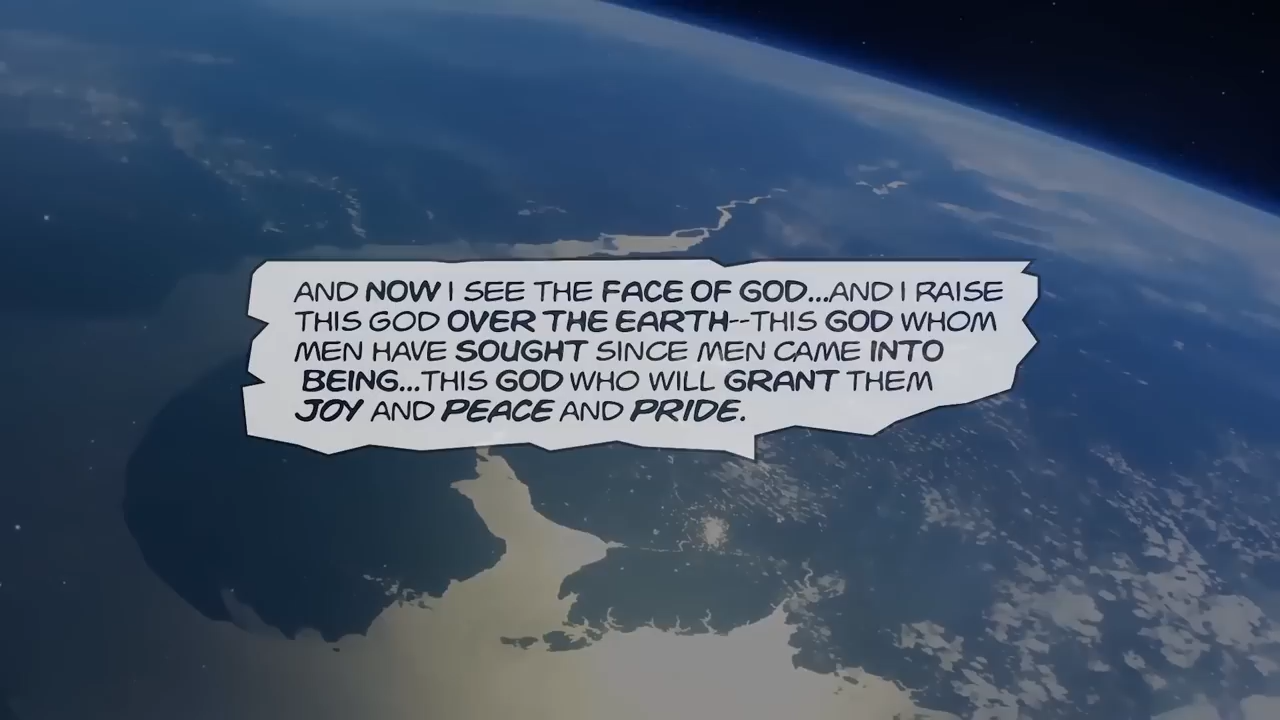 AND NOW I SEE THE FACE OF GOD...AND I RAISE
THIS GOD OVER THE EARTH--THIS GOD WHOM
MEN HAVE SOUGHT SINCE MEN CAME INTO
BEING...THIS GOD WHO WILL GRANT THEM
JOY AND PEACE AND PRIDE.